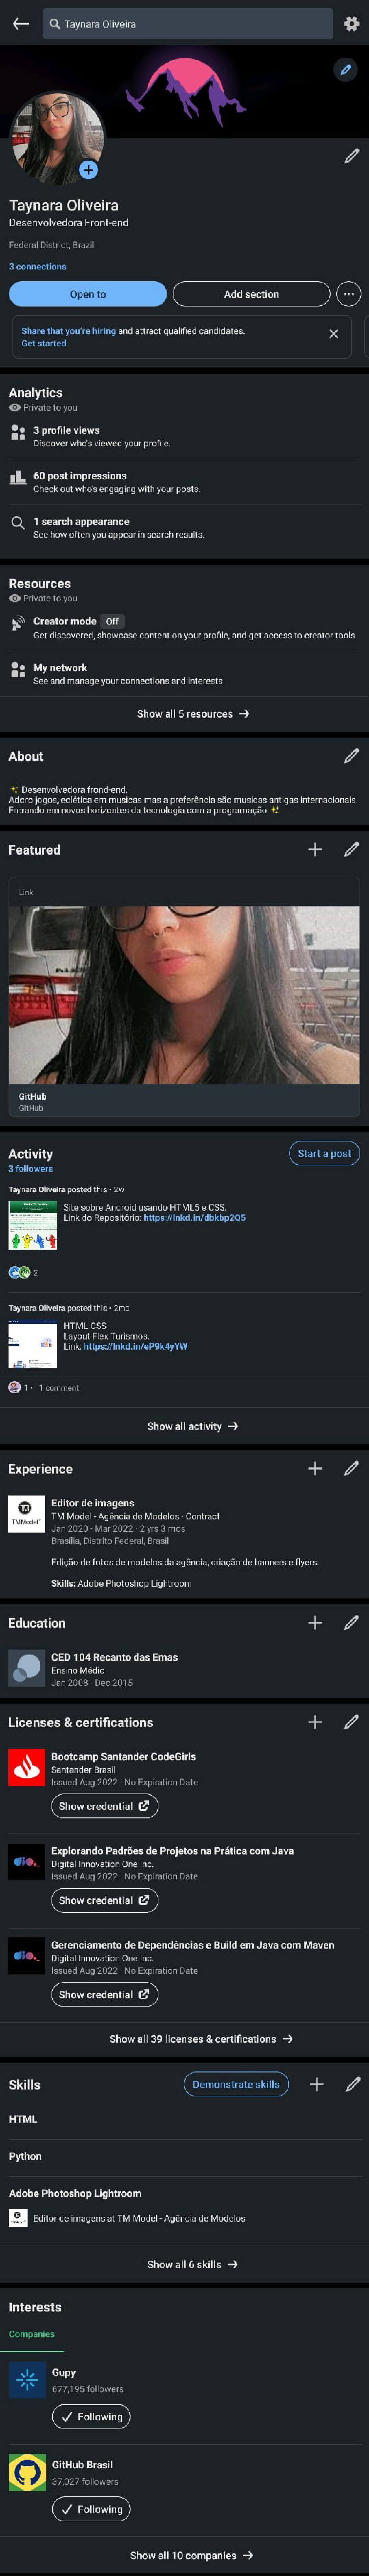 Taynara Oliveira
Taynara Oliveira
Desenvolvedora Front-end
Federal District, Brazil
3 connections
Open to
Add section
Share that you're hiring and attract qualified candidates.
Get started
Analytics
Private to you
3 profile views
Discover who's viewed your profile.
60 post impressions
Check out who's engaging with your posts.
1 search appearance
See how often you appear in search results.
Resources
Private to you
Creator mode Off
Get discovered, showcase content on your profile, and get access to creator tools
My network
See and manage your connections and interests.
Show all 5 resources →
About
✨ Desenvolvedora frond-end.
Adoro jogos, eclética em musicas mas a preferência são musicas antigas internacionais.
Entrando em novos horizontes da tecnologia com a programação ✨
Featured
Link
GitHub
GitHub
Activity
Start a post
3 followers
Taynara Oliveira posted this • 2w
Site sobre Android usando HTML5 e CSS.
Link do Repositório: https://lnkd.in/dbkbp2Q5
2
Taynara Oliveira posted this • 2mo
HTML CSS
Layout Flex Turismos.
Link: https://lnkd.in/eP9k4yYW
1 • 1 comment
Show all activity →
Experience
Editor de imagens
TM Model - Agência de Modelos · Contract
Jan 2020 - Mar 2022 · 2 yrs 3 mos
Brasília, Distrito Federal, Brasil
TM
TMModel
Edição de fotos de modelos da agência, criação de banners e flyers.
Skills: Adobe Photoshop Lightroom
Education
CED 104 Recanto das Emas
Ensino Médio
Jan 2008 - Dec 2015
Licenses & certifications
Bootcamp Santander CodeGirls
Santander Brasil
Issued Aug 2022 · No Expiration Date
Show credential
Explorando Padrões de Projetos na Prática com Java
Digital Innovation One Inc.
Issued Aug 2022 · No Expiration Date
Show credential
Gerenciamento de Dependências e Build em Java com Maven
Digital Innovation One Inc.
Issued Aug 2022 · No Expiration Date
Show credential
Show all 39 licenses & certifications →
Skills
Demonstrate skills
HTML
Python
Adobe Photoshop Lightroom
Editor de imagens at TM Model - Agência de Modelos
Show all 6 skills →
Interests
Companies
Gupy
677,195 followers
Following
GitHub Brasil
37,027 followers
Following
Show all 10 companies →